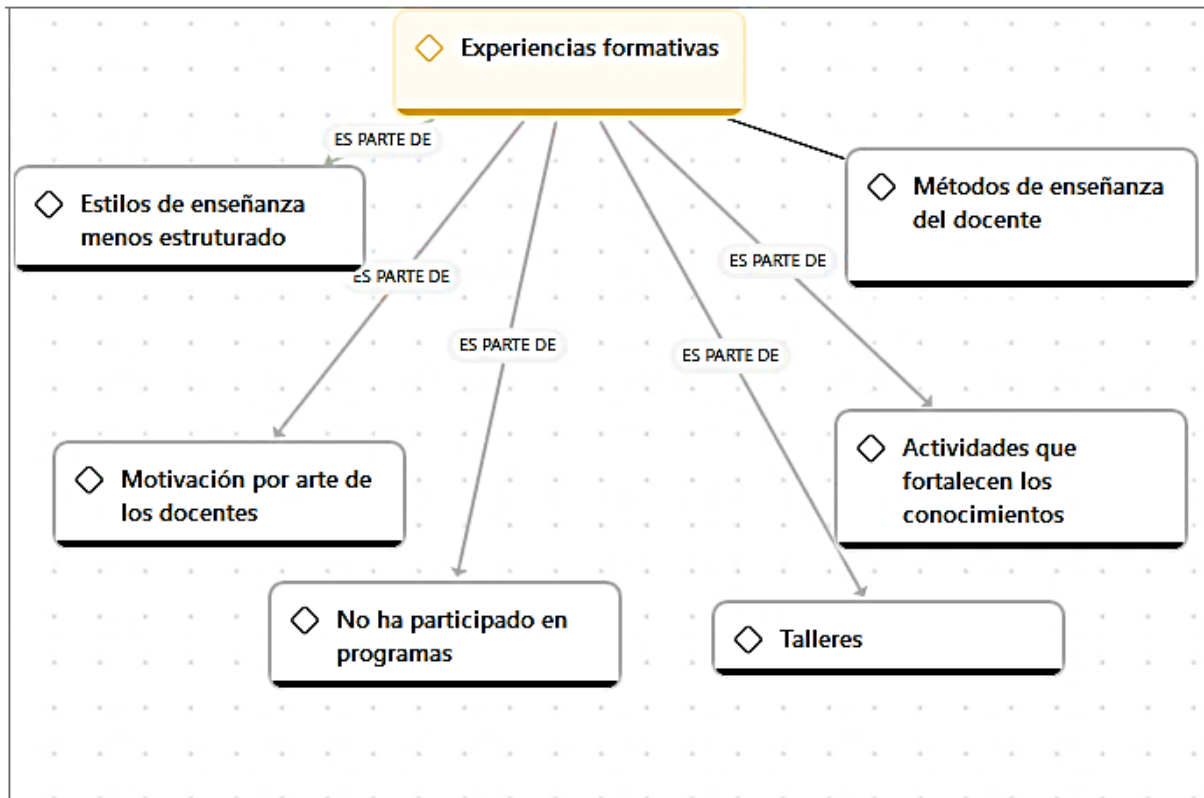 Experiencias formativas
ES PARTE DE
Estilos de enseñanza
menos estruturado
Métodos de enseñanza
del docente
ES PARTE DE
ES PARTE DE
ES PARTE DE
ES PARTE DE
Motivación por arte de
los docentes
Actividades que
fortalecen los
conocimientos
No ha participado en
programas
Talleres